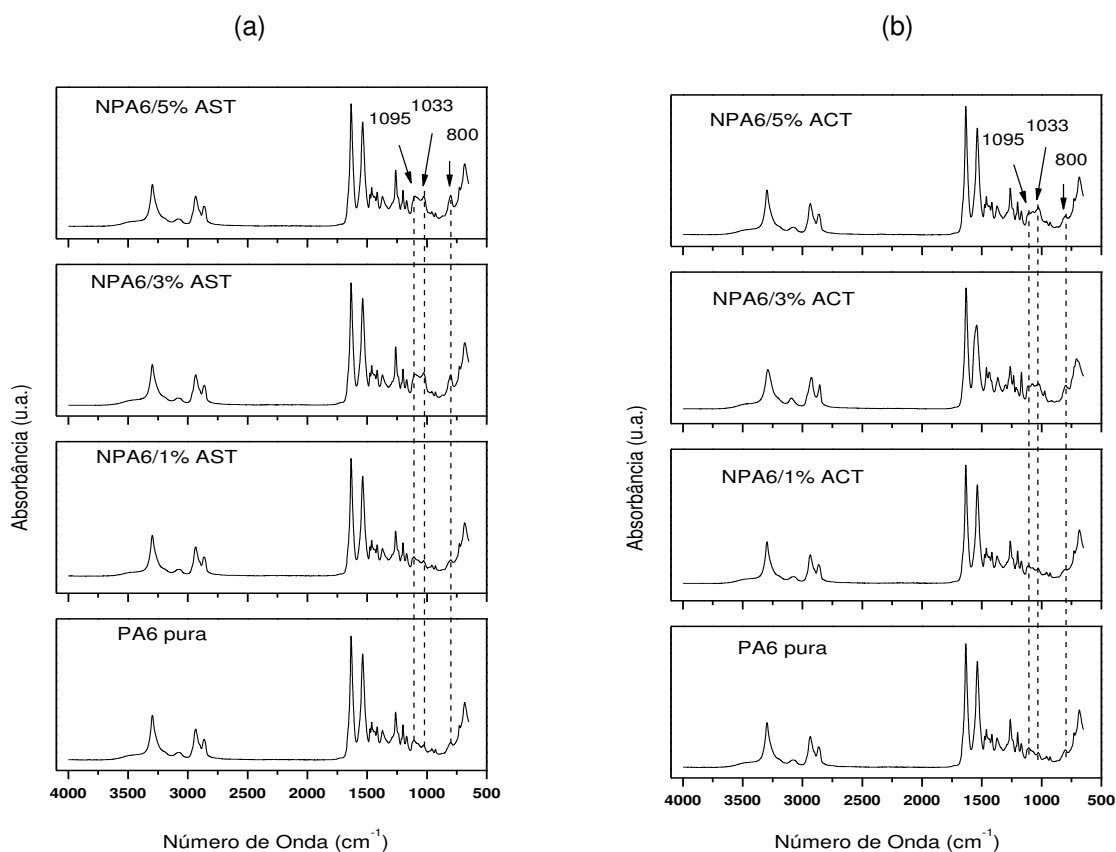 (a)
NPA6/5% AST
1095
1033
800
NPA6/3% AST
NPA6/1% AST
PA6 pura
Absorbância (u.a.)
4000 3500 3000 2500 2000 1500 1000 500
Número de Onda (cm⁻¹)
(b)
NPA6/5% ACT
1095
1033
800
NPA6/3% ACT
NPA6/1% ACT
PA6 pura
Absorbância (u.a.)
4000 3500 3000 2500 2000 1500 1000 500
Número de Onda (cm⁻¹)